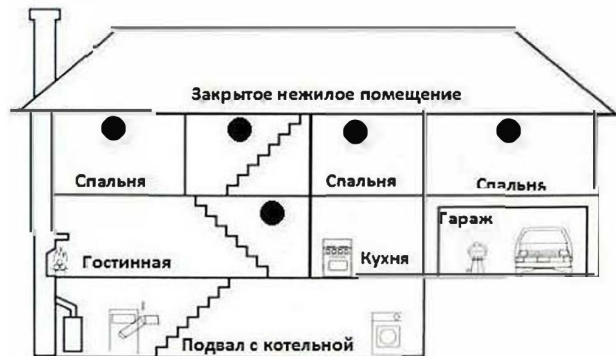 Закрытое нежилое помещение
Спальня
Спальня
Спальня
Гостинная
Кухня
Гараж
Подвал с котельной